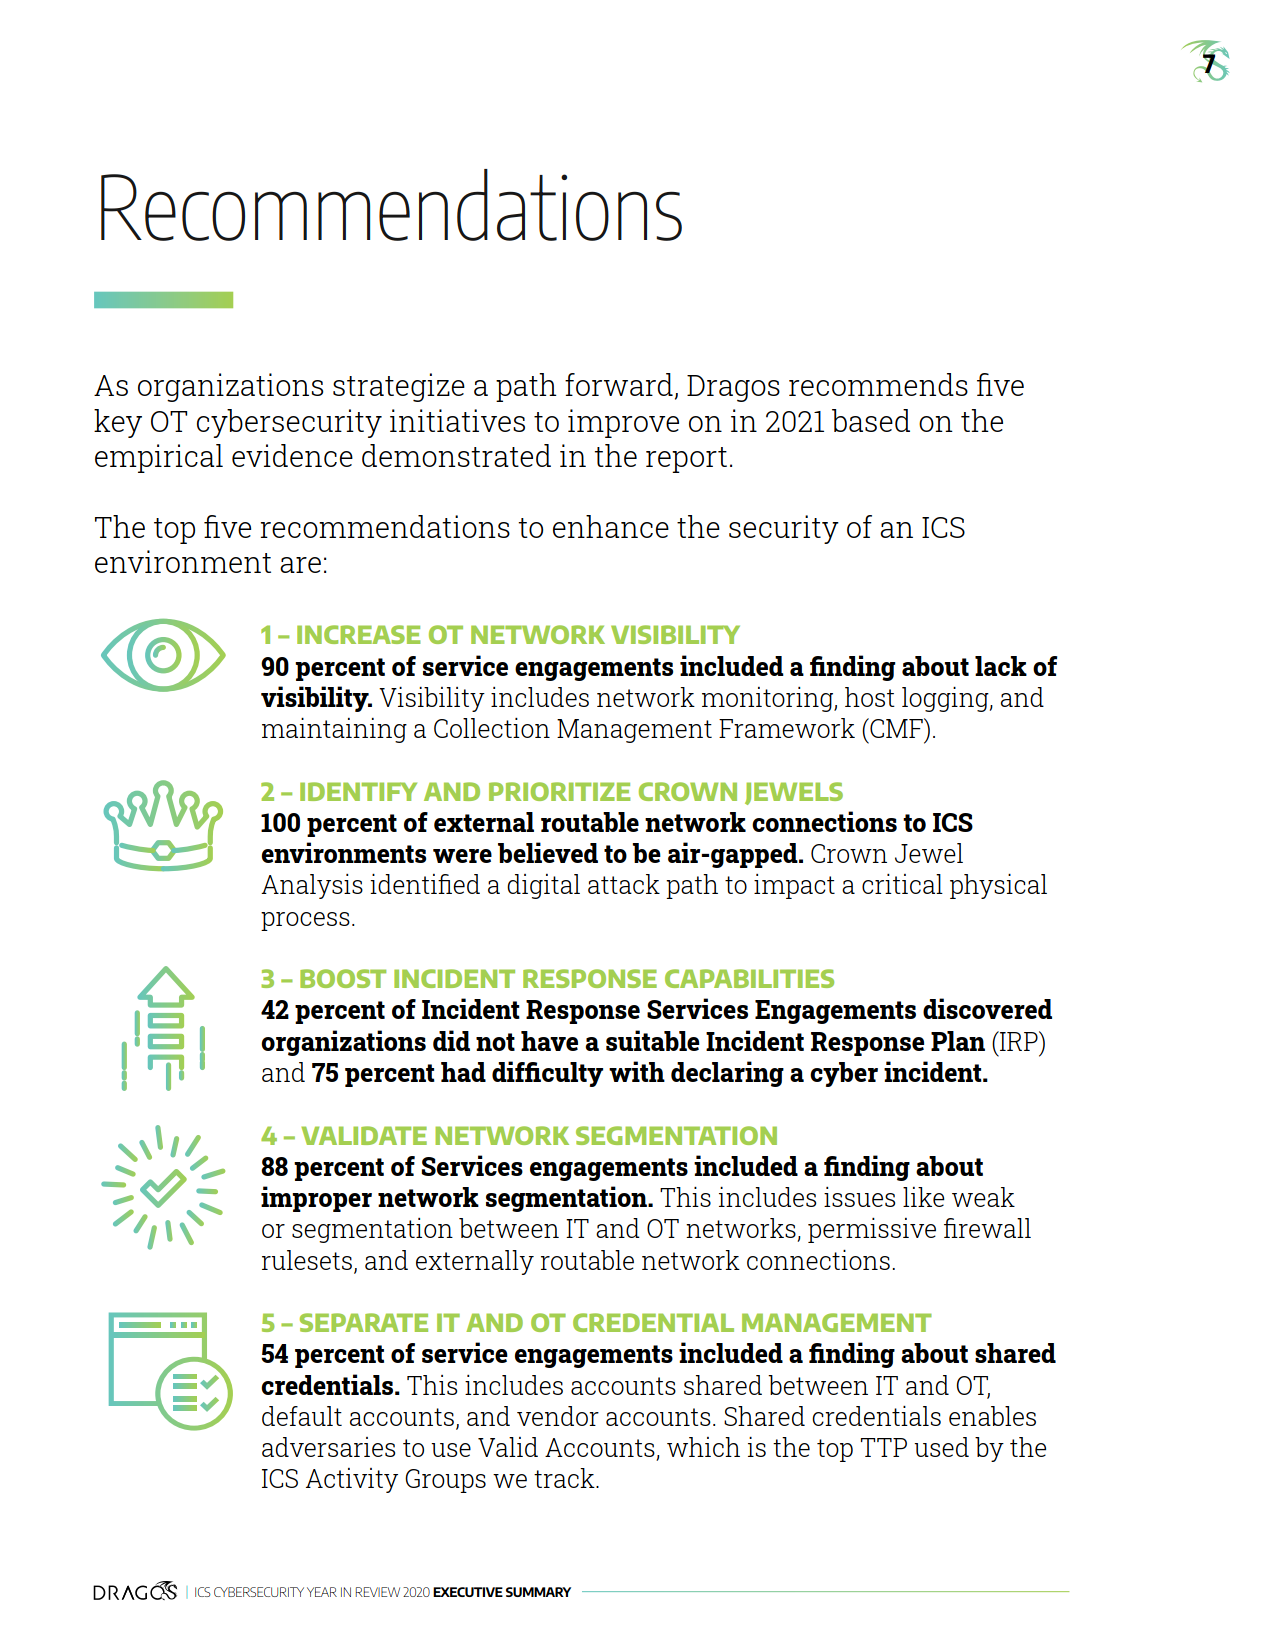 7
Recommendations
As organizations strategize a path forward, Dragos recommends five
key OT cybersecurity initiatives to improve on in 2021 based on the
empirical evidence demonstrated in the report.
The top five recommendations to enhance the security of an ICS
environment are:
1 – INCREASE OT NETWORK VISIBILITY
90 percent of service engagements included a finding about lack of
visibility. Visibility includes network monitoring, host logging, and
maintaining a Collection Management Framework (CMF).
2 – IDENTIFY AND PRIORITIZE CROWN JEWELS
100 percent of external routable network connections to ICS
environments were believed to be air-gapped. Crown Jewel
Analysis identified a digital attack path to impact a critical physical
process.
3 – BOOST INCIDENT RESPONSE CAPABILITIES
42 percent of Incident Response Services Engagements discovered
organizations did not have a suitable Incident Response Plan (IRP)
and 75 percent had difficulty with declaring a cyber incident.
4 – VALIDATE NETWORK SEGMENTATION
88 percent of Services engagements included a finding about
improper network segmentation. This includes issues like weak
or segmentation between IT and OT networks, permissive firewall
rulesets, and externally routable network connections.
5 – SEPARATE IT AND OT CREDENTIAL MANAGEMENT
54 percent of service engagements included a finding about shared
credentials. This includes accounts shared between IT and OT,
default accounts, and vendor accounts. Shared credentials enables
adversaries to use Valid Accounts, which is the top TTP used by the
ICS Activity Groups we track.
DRAGOS | ICS CYBERSECURITY YEAR IN REVIEW 2020 EXECUTIVE SUMMARY